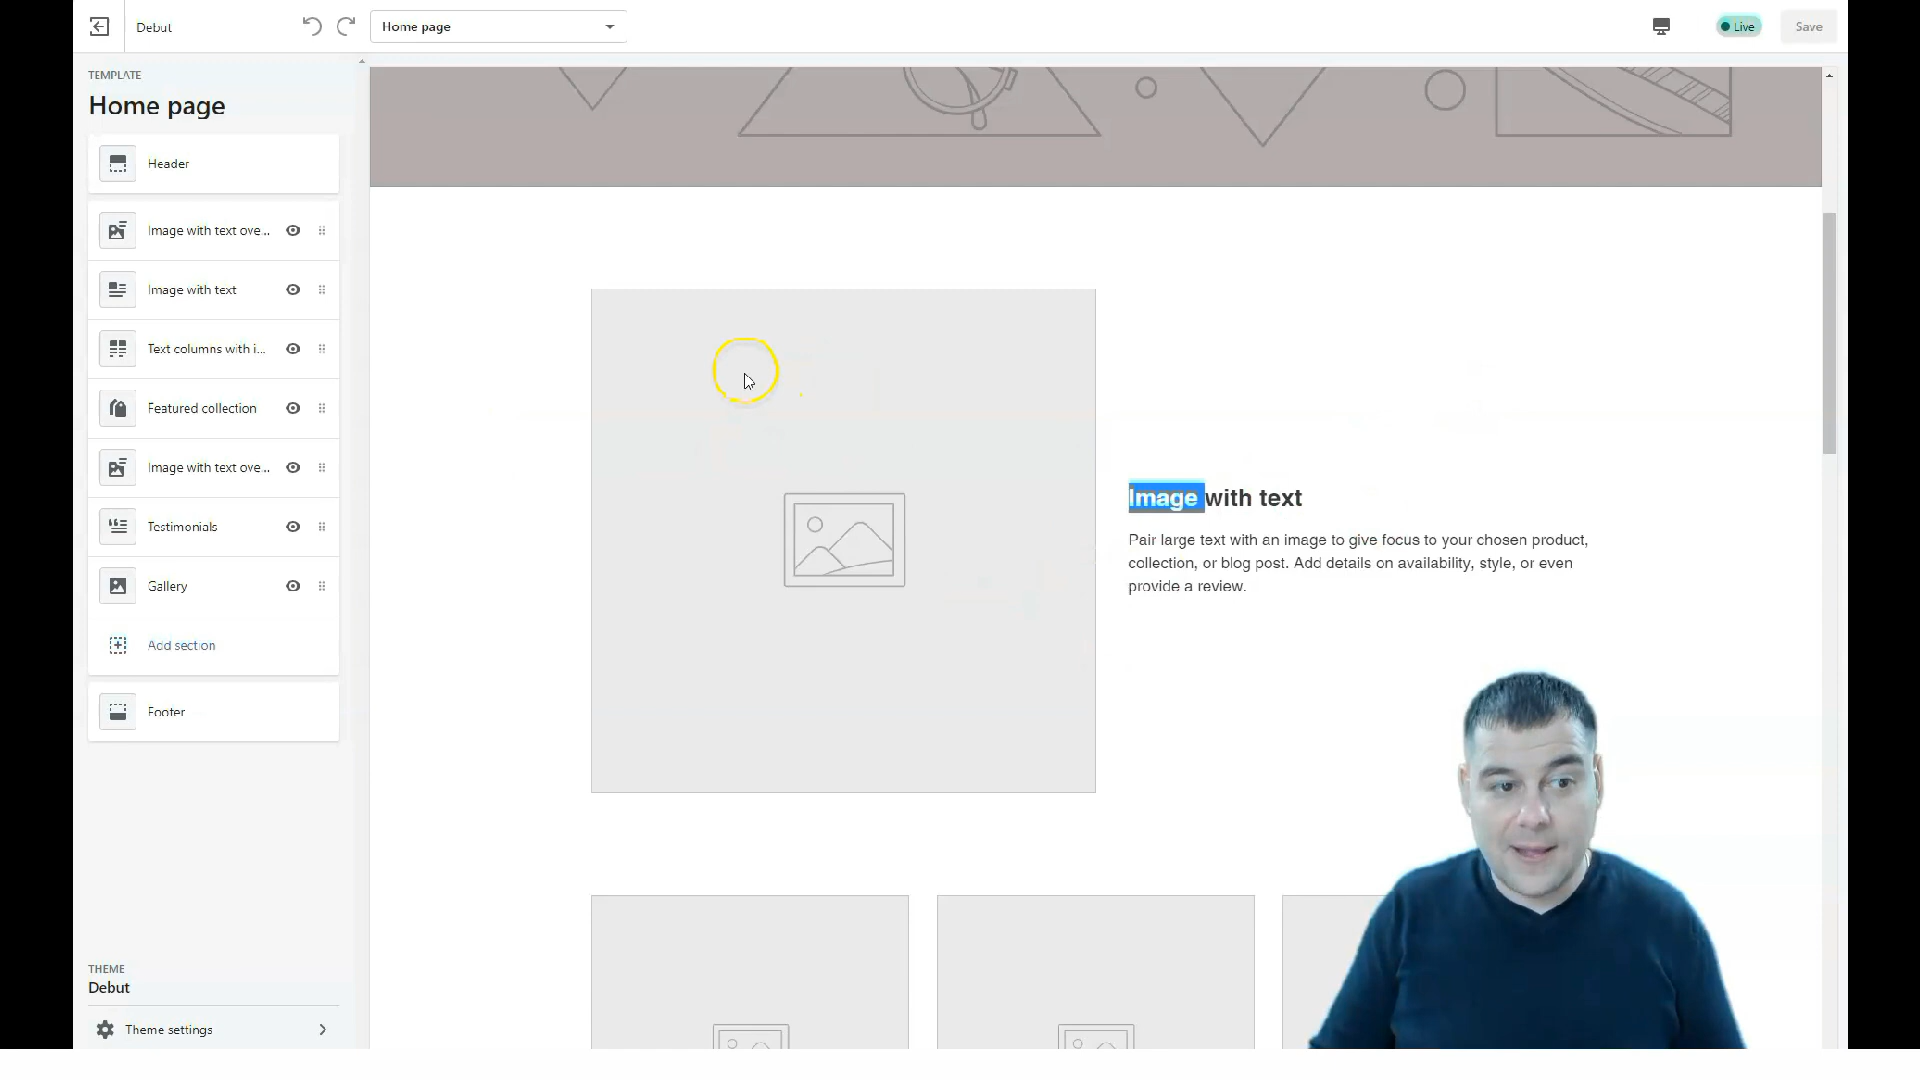 Debut
Home page
Live
Save
TEMPLATE
Home page
Header
Image with text ove...
Image with text
Text columns with i...
Featured collection
Image with text ove...
Testimonials
Gallery
Add section
Footer
THEME
Debut
Theme settings
Image with text
Pair large text with an image to give focus to your chosen product,
collection, or blog post. Add details on availability, style, or even
provide a review.